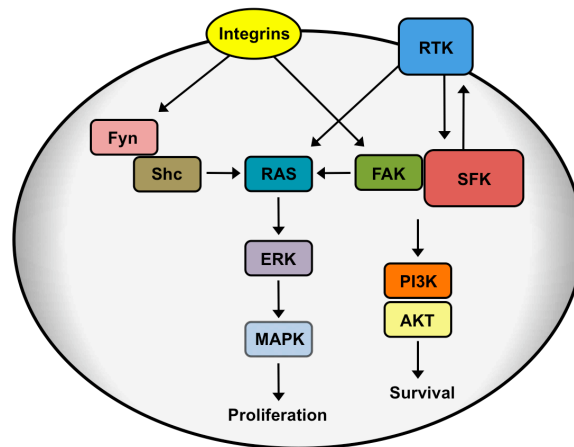 Integrins
RTK
Fyn
Shc
RAS
FAK
SFK
ERK
PI3K
AKT
MAPK
Survival
Proliferation